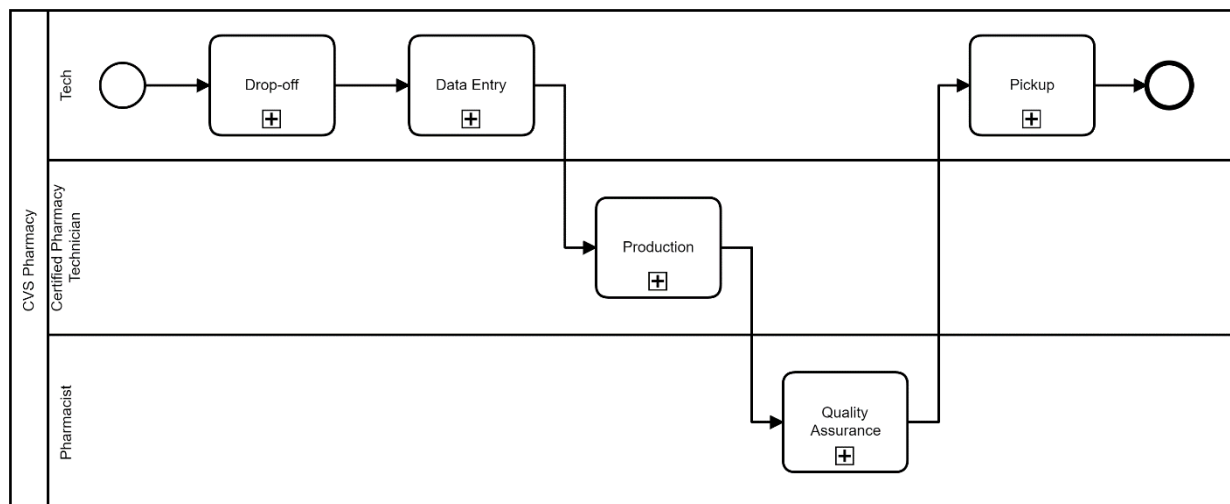 CVS Pharmacy
Tech
Drop-off
Data Entry
Pickup
Certified Pharmacy
Technician
Production
Pharmacist
Quality
Assurance